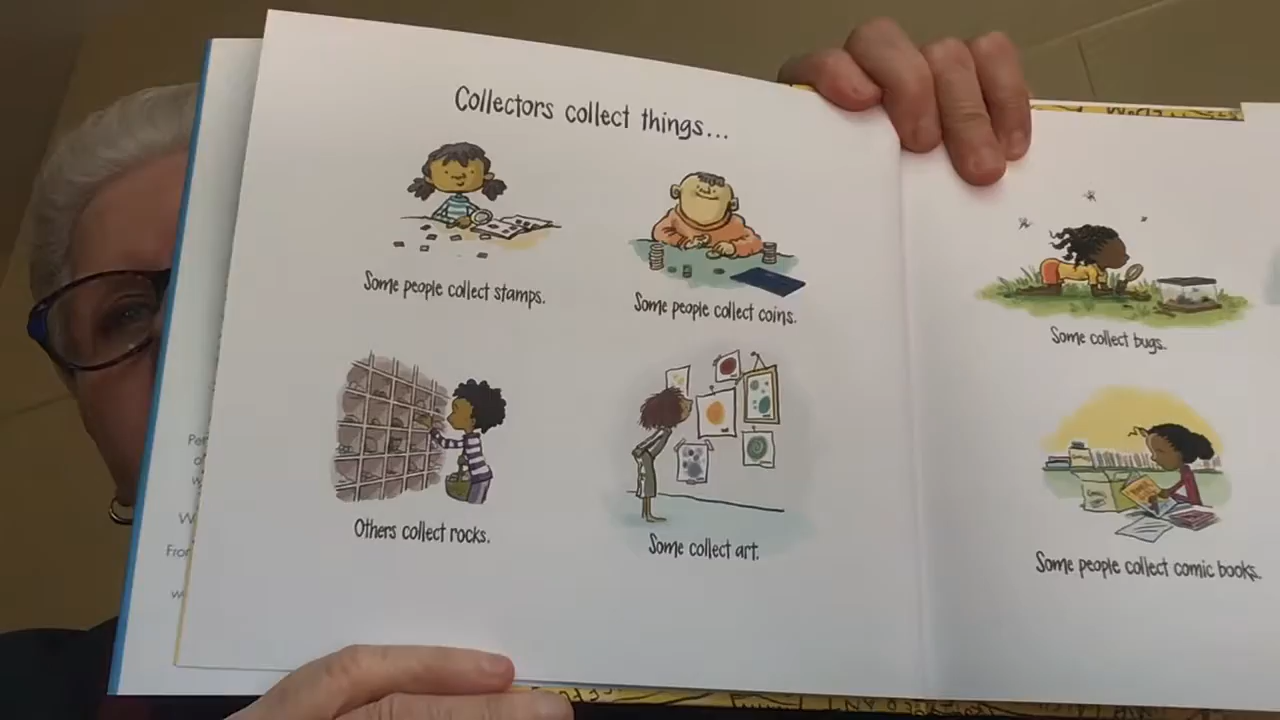 Collectors collect things...
Some people collect stamps.
Some people collect coins.
Others collect rocks.
Some collect art.
Some collect bugs.
Some people collect comic books.